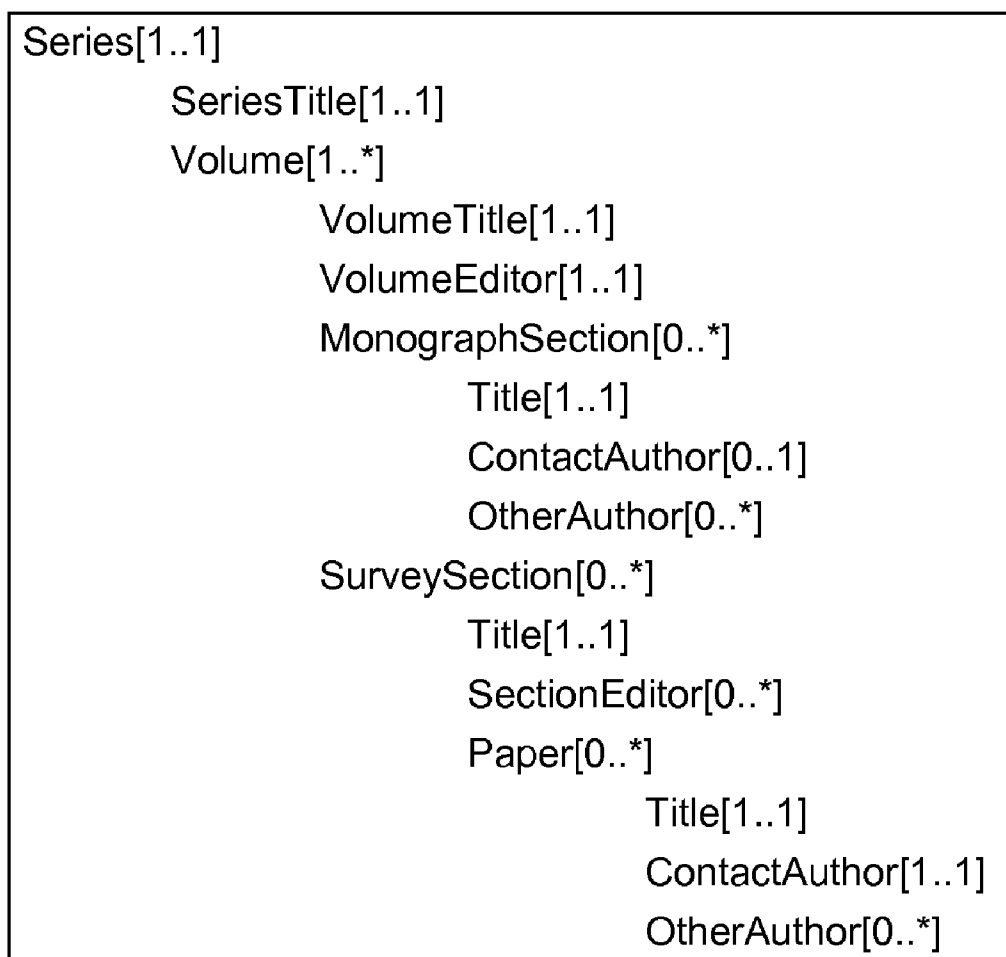 Series[1..1]
SeriesTitle[1..1]
Volume[1..*]
VolumeTitle[1..1]
VolumeEditor[1..1]
MonographSection[0..*]
Title[1..1]
ContactAuthor[0..1]
OtherAuthor[0..*]
SurveySection[0..*]
Title[1..1]
SectionEditor[0..*]
Paper[0..*]
Title[1..1]
ContactAuthor[1..1]
OtherAuthor[0..*]